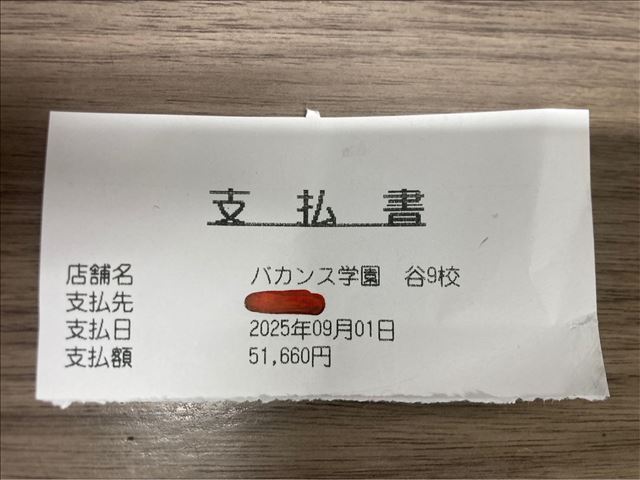 支払書
店舗名 バカンス学園 谷9校
支払先
支払日 2025年09月01日
支払額 51,660円